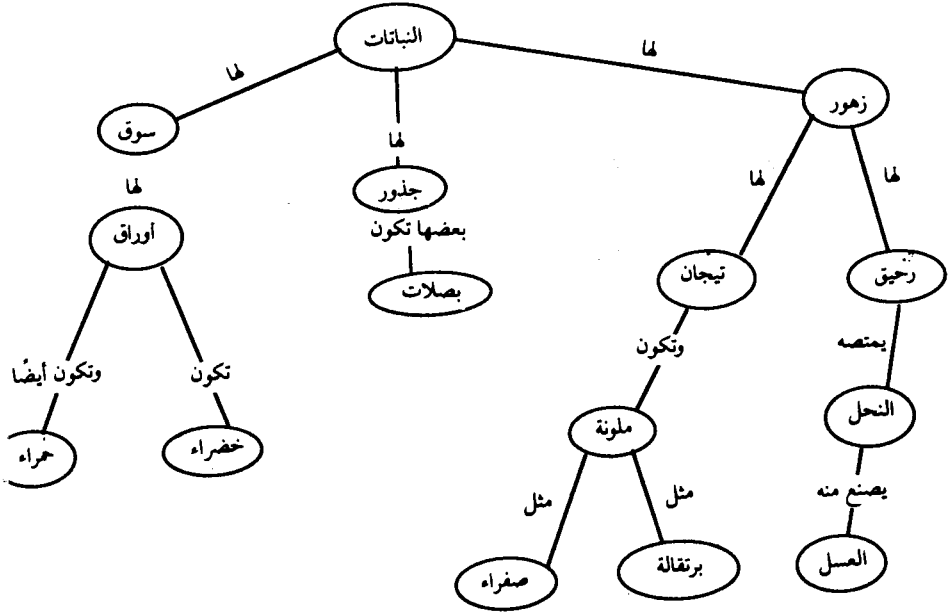 النباتات
لها
لها
لها
زهور
سوق
جذور
لها
لها
لها
أوراق
بعضها تكون
تيجان
رحيق
بصلات
وتكون
يمتصه
وتكون أيضًا
تكون
النحل
ملونة
حمراء
خضراء
يصنع منه
مثل
مثل
العسل
برتقالة
صفراء